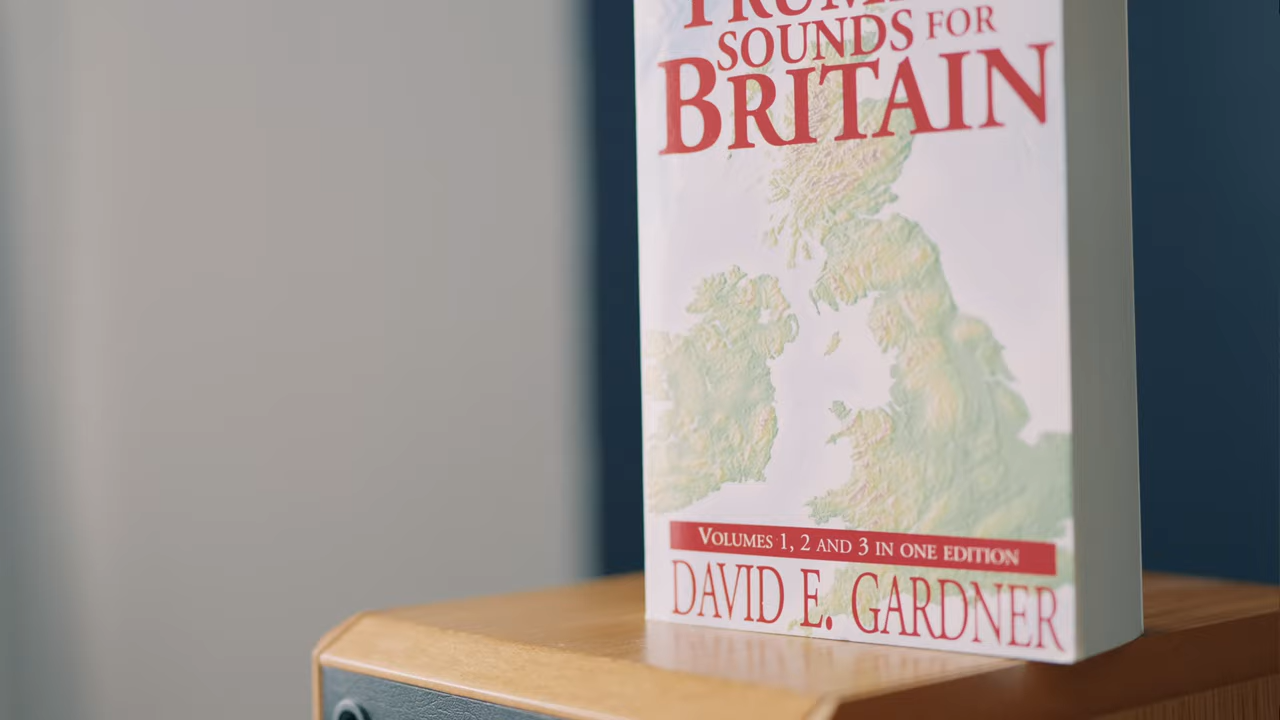 SOUNDS FOR
BRITAIN
VOLUMES 1, 2 AND 3 IN ONE EDITION
DAVID E. GARDNER